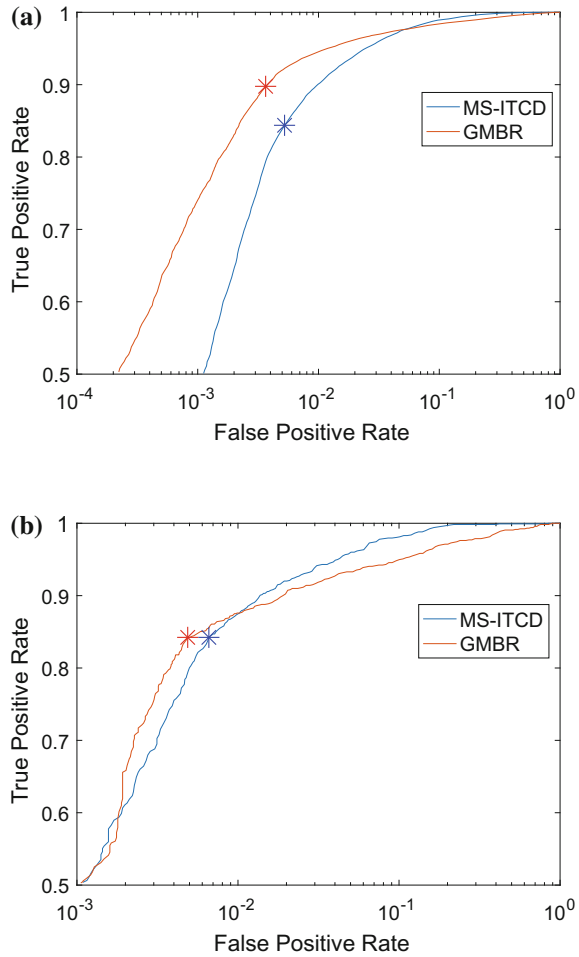 (a)
True Positive Rate
1
0.9
0.8
0.7
0.6
0.5
MS-ITCD
GMBR
10^-4
10^-3
10^-2
10^-1
10^0
False Positive Rate
(b)
True Positive Rate
1
0.9
0.8
0.7
0.6
0.5
MS-ITCD
GMBR
10^-3
10^-2
10^-1
10^0
False Positive Rate